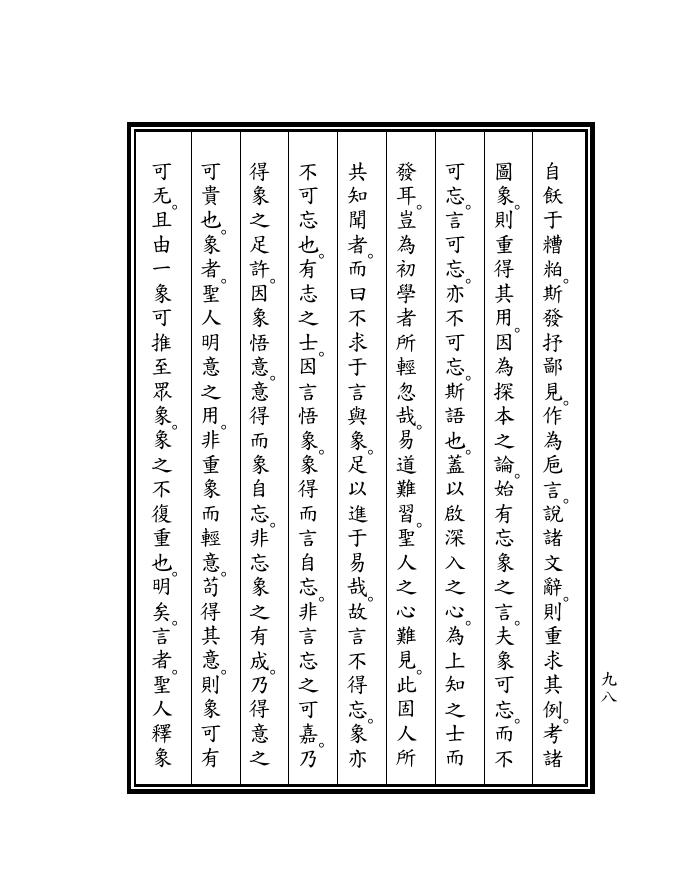 自飫于糟粕。斯發抒鄙見。作為巵言。說諸文辭。則重求其例。考諸
圖象。則重得其用。因為探本之論。始有忘象之言。夫象可忘。而不
可忘。言可忘。亦不可忘。斯語也。蓋以啟深入之心。為上知之士而
發耳。豈為初學者所輕忽哉。易道難習。聖人之心難見。此固人所
共知聞者。而曰不求于言與象。足以進于易哉。故言不得忘。象亦
不可忘也。有志之士。因言悟象。象得而言自忘。非言忘之可嘉。乃
得象之足許。因象悟意。意得而象自忘。非忘象之有成。乃得意之
可貴也。象者。聖人明意之用。非重象而輕意。苟得其意。則象可有
可无。且由一象可推至眾象。象之不復重也。明矣。言者。聖人釋象
九八